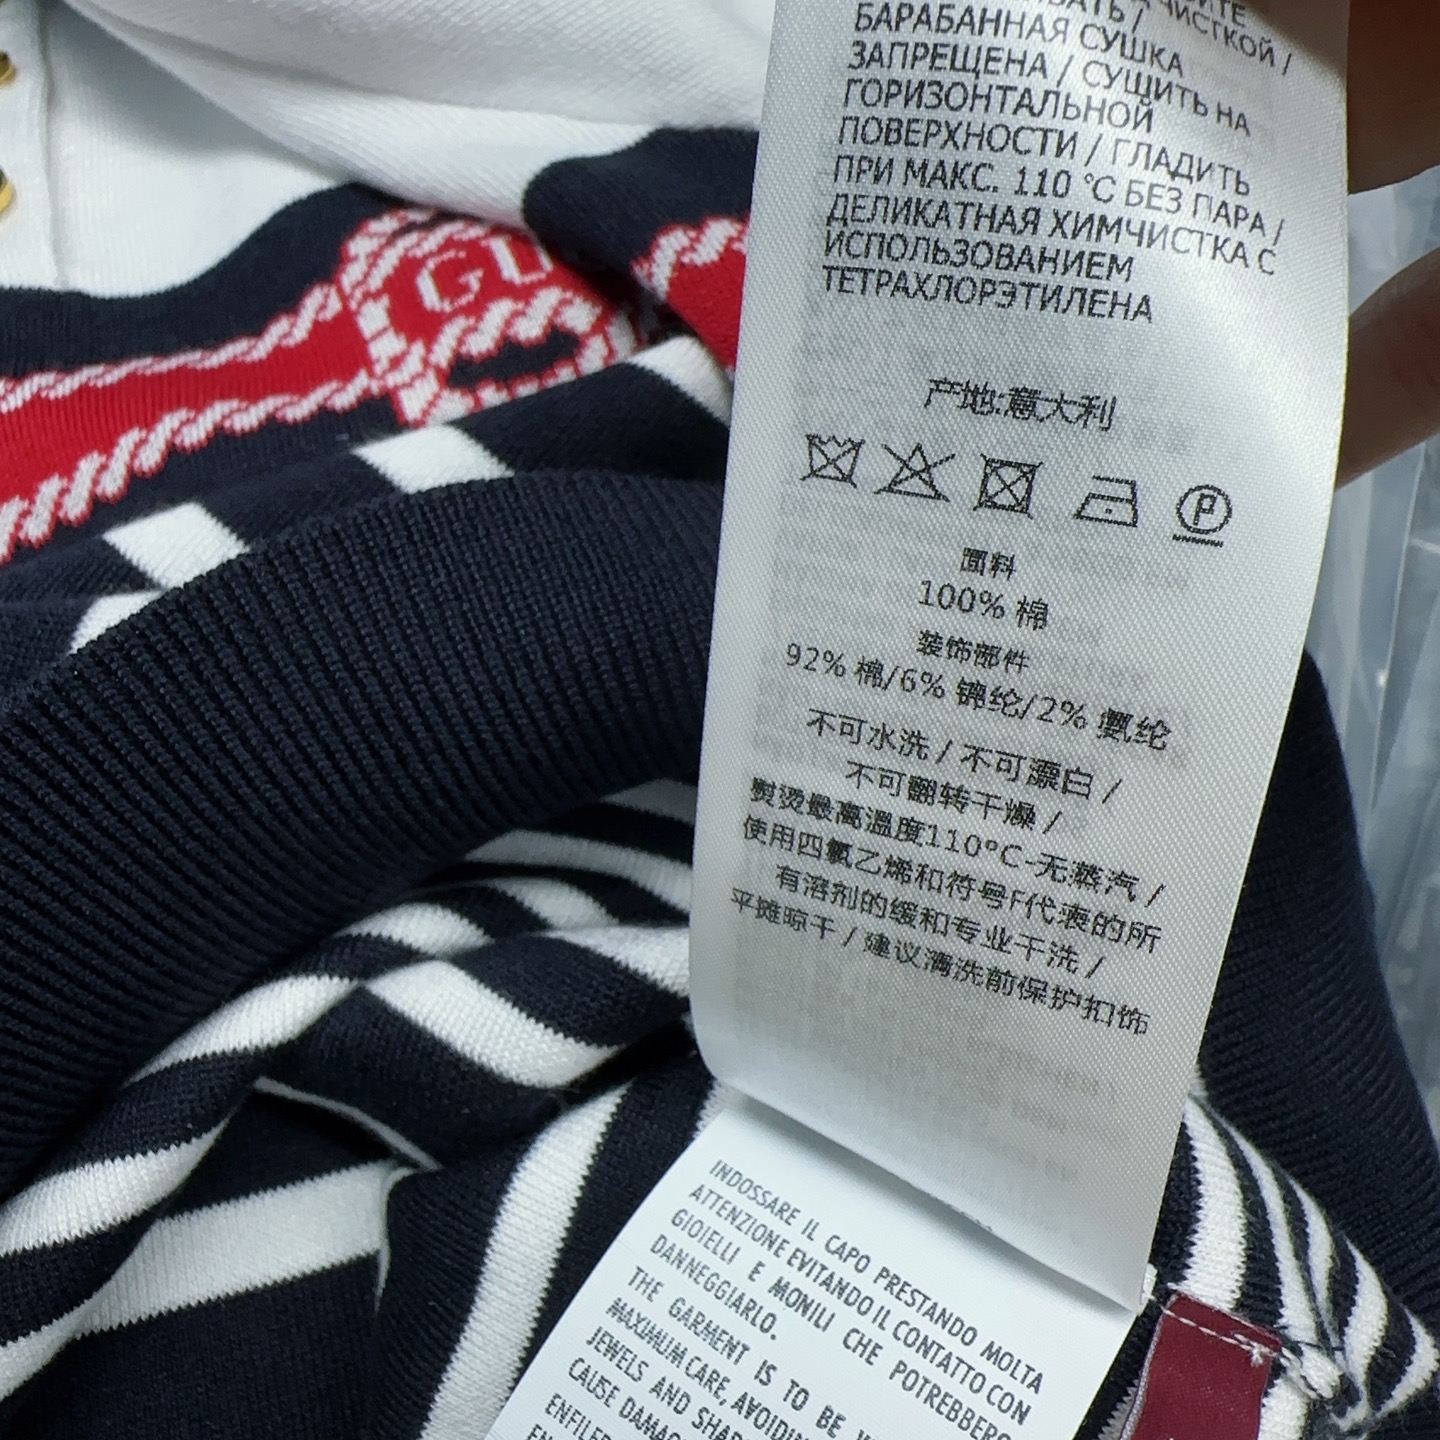 БАРАБАННАЯ СУШКА ЧИСТКОЙ /
ЗАПРЕЩЕНА / СУШИТЬ НА
ГОРИЗОНТАЛЬНОЙ
ПОВЕРХНОСТИ / ГЛАДИТЬ
ПРИ МАКС. 110 °C БЕЗ ПАРА /
ДЕЛИКАТНАЯ ХИМЧИСТКА С
ИСПОЛЬЗОВАНИЕМ
ТЕТРАХЛОРЭТИЛЕНА
产地:意大利
P
面料
100% 棉
装饰部件
92% 棉/6% 锦纶/2% 氨纶
不可水洗 / 不可漂白 /
不可翻转干燥 /
熨烫最高温度110°C-无蒸汽 /
使用四氯乙烯和符号F代表的所
有溶剂的缓和专业干洗 /
平摊晾干 / 建议清洗前保护扣饰
INDOSSARE IL CAPO PRESTANDO MOLTA
ATTENZIONE EVITANDO IL CONTATTO CON
GIOIELLI E MONILI CHE POTREBBERO
DANNEGGIARLO.
THE GARMENT IS TO BE
MAXIMUM CARE, AVOIDIN
JEWELS AND SHAR
CAUSE DAMAG
ENFILER
GU